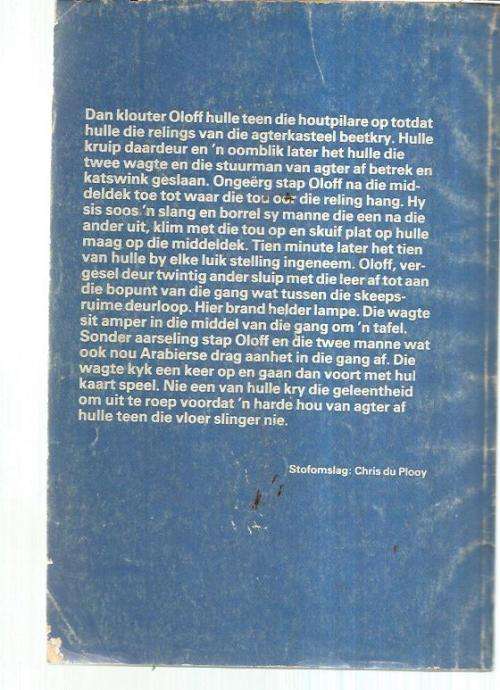 Dan klouter Oloff hulle teen die houtpilare op totdat
hulle die relings van die agterkasteel beetkry. Hulle
kruip daardeur en 'n oomblik later het hulle die
twee wagte en die stuurman van agter af betrek en
katswink geslaan. Ongeërg stap Oloff na die mid-
deldek toe tot waar die tou oor die reling hang. Hy
sis soos 'n slang en borrel sy manne die een na die
ander uit, klim met die tou op en skuif plat op hulle
maag op die middeldek. Tien minute later het tien
van hulle by elke luik stelling ingeneem. Oloff, ver-
gesel deur twintig ander sluip met die leer af tot aan
die bopunt van die gang wat tussen die skeeps-
ruime deurloop. Hier brand helder lampe. Die wagte
sit amper in die middel van die gang om 'n tafel.
Sonder aarseling stap Oloff en die twee manne wat
ook nou Arabierse drag aanhet in die gang af. Die
wagte kyk een keer op en gaan dan voort met hul
kaart speel. Nie een van hulle kry die geleentheid
om uit te roep voordat 'n harde hou van agter af
hulle teen die vloer slinger nie.
Stofomslag: Chris du Plooy